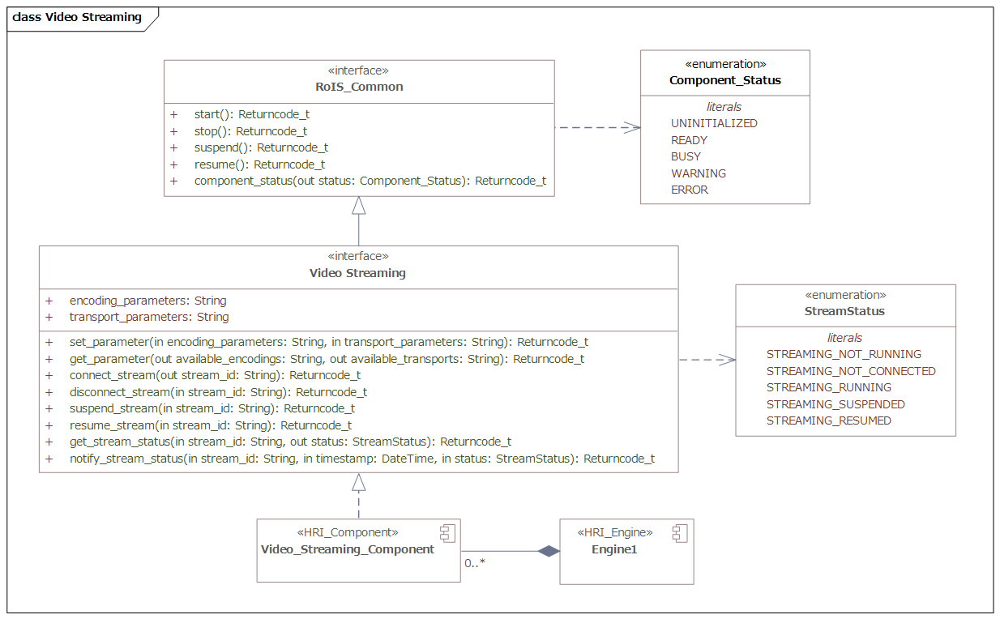 class Video Streaming
«interface»
RoIS_Common
+ start(): Returncode_t
+ stop(): Returncode_t
+ suspend(): Returncode_t
+ resume(): Returncode_t
+ component_status(out status: Component_Status): Returncode_t
«enumeration»
Component_Status
literals
UNINITIALIZED
READY
BUSY
WARNING
ERROR
«interface»
Video Streaming
+ encoding_parameters: String
+ transport_parameters: String
+ set_parameter(in encoding_parameters: String, in transport_parameters: String): Returncode_t
+ get_parameter(out available_encodings: String, out available_transports: String): Returncode_t
+ connect_stream(out stream_id: String): Returncode_t
+ disconnect_stream(in stream_id: String): Returncode_t
+ suspend_stream(in stream_id: String): Returncode_t
+ resume_stream(in stream_id: String): Returncode_t
+ get_stream_status(in stream_id: String, out status: StreamStatus): Returncode_t
+ notify_stream_status(in stream_id: String, in timestamp: DateTime, in status: StreamStatus): Returncode_t
«enumeration»
StreamStatus
literals
STREAMING_NOT_RUNNING
STREAMING_NOT_CONNECTED
STREAMING_RUNNING
STREAMING_SUSPENDED
STREAMING_RESUMED
«HRI_Component»
Video_Streaming_Component
0..*
«HRI_Engine»
Engine1